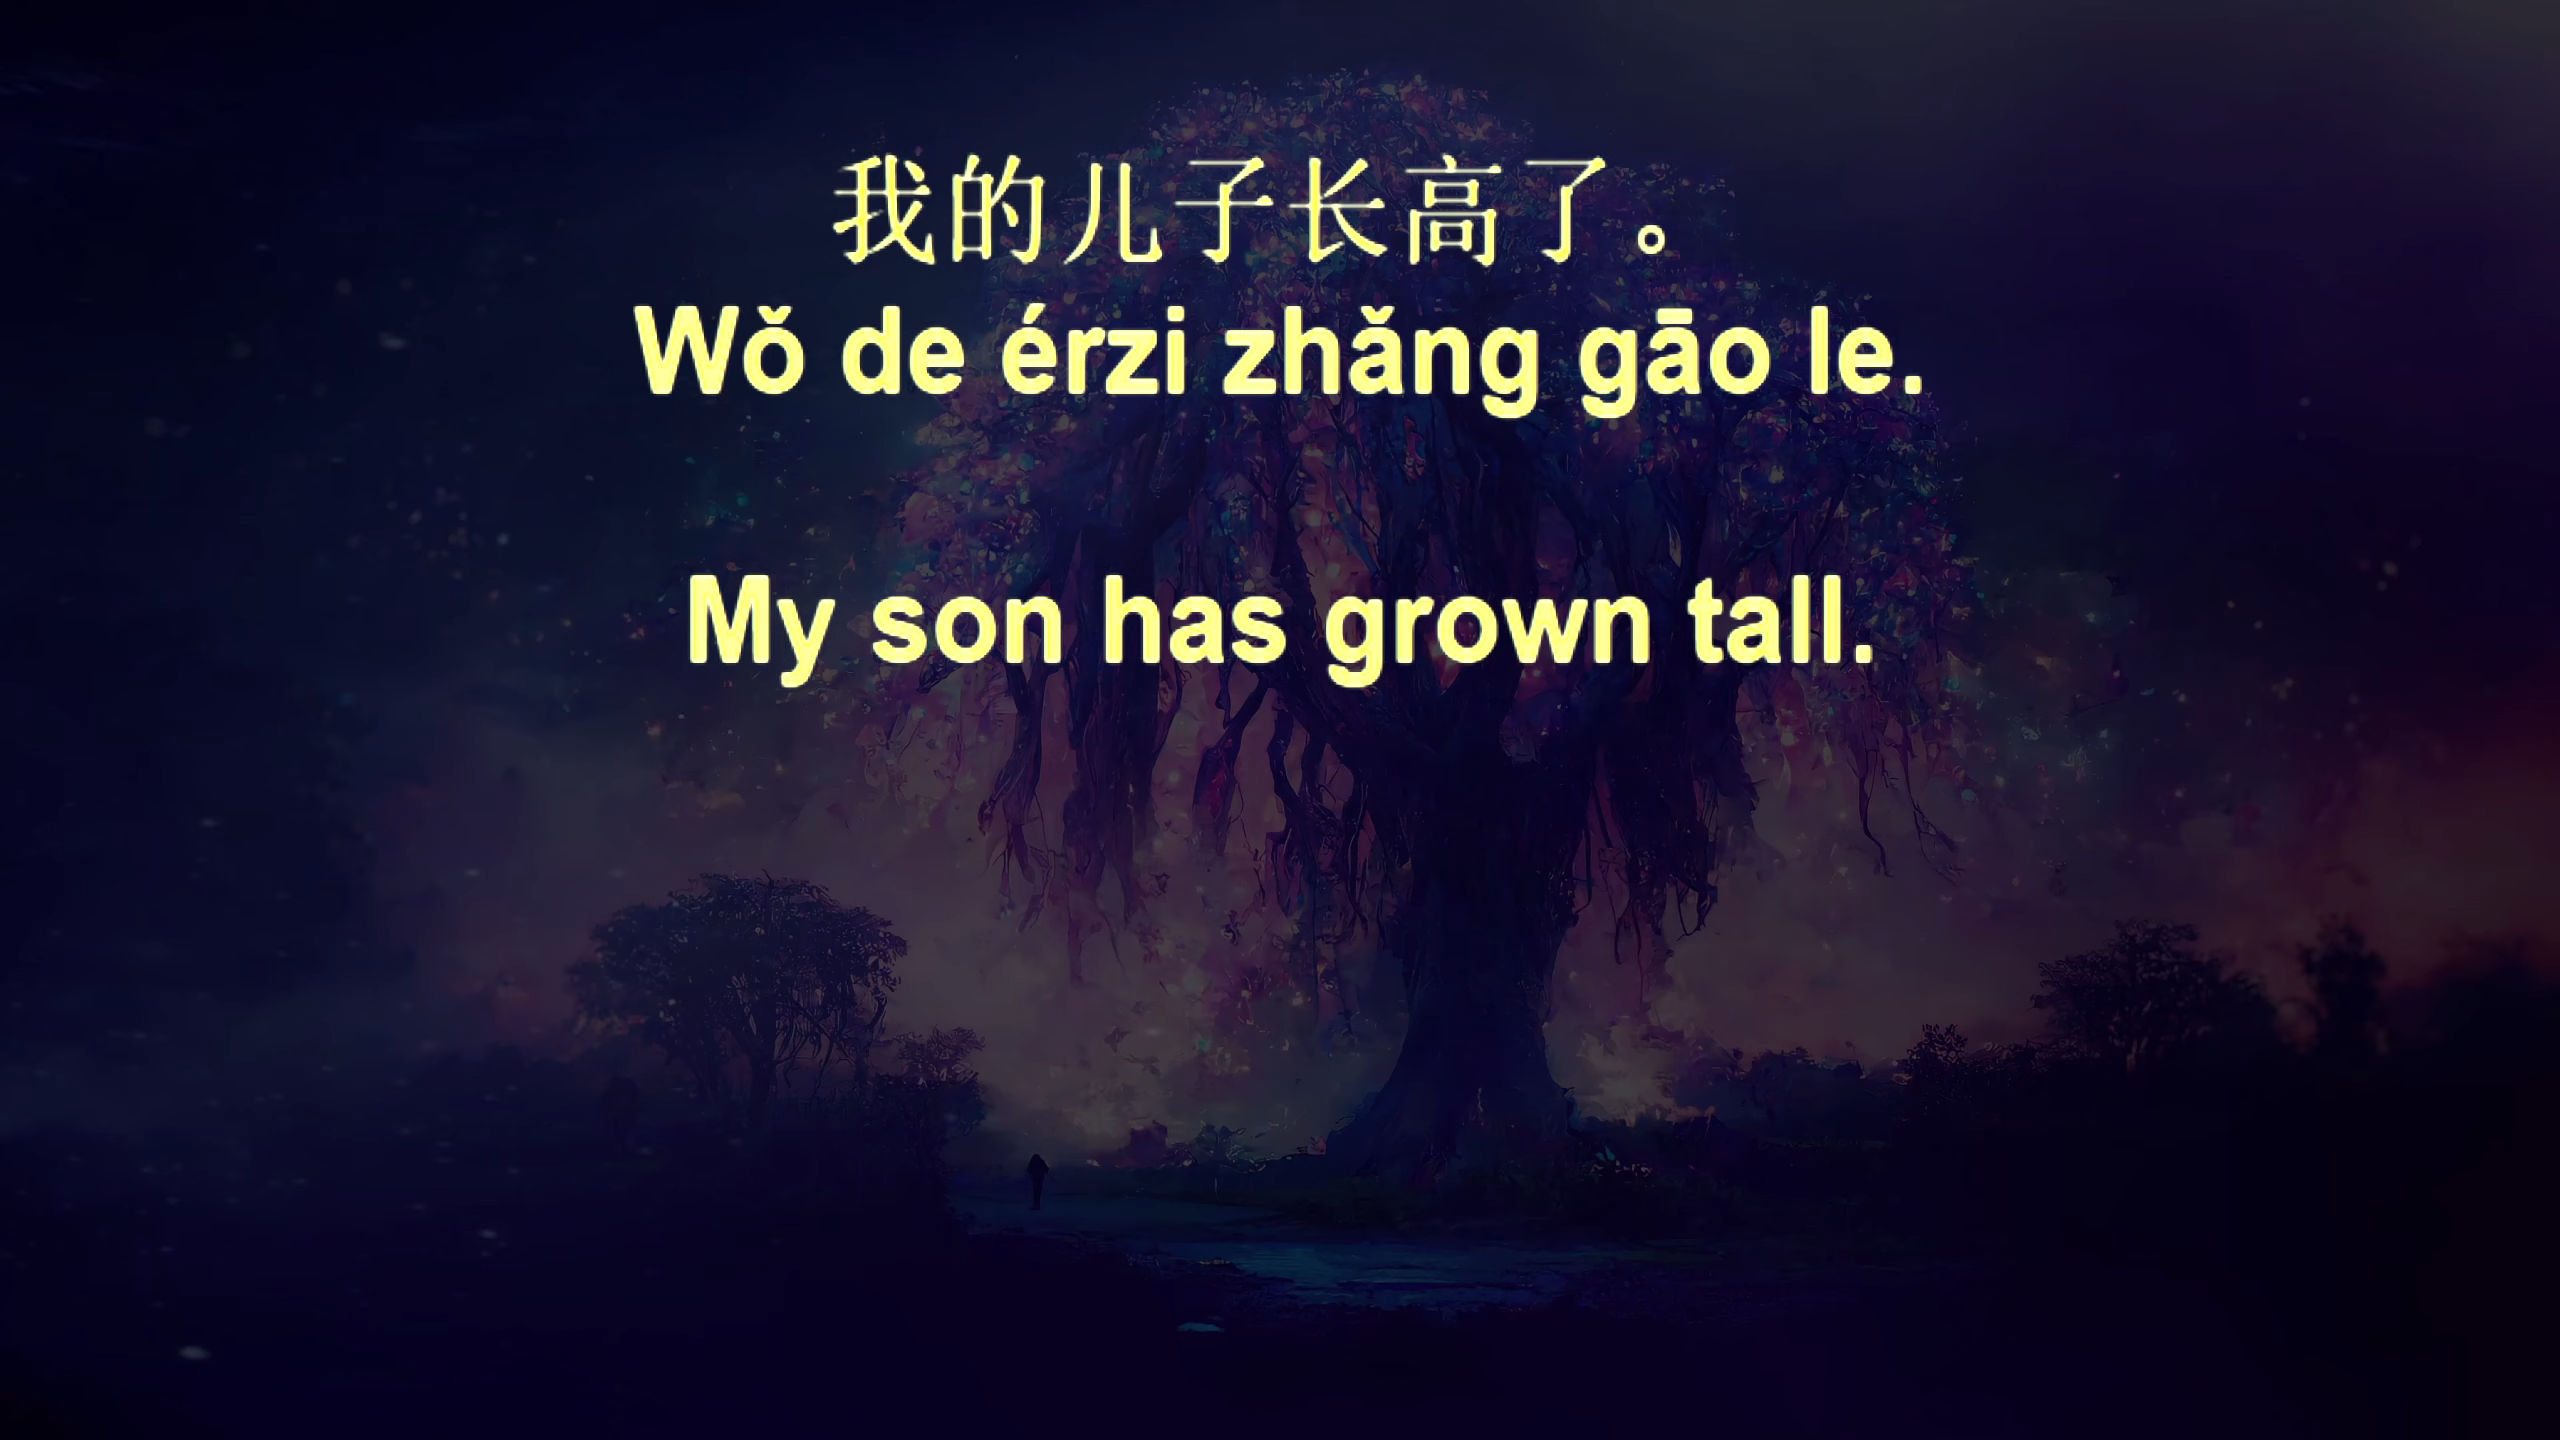 我的儿子长高了。
Wǒ de érzi zhǎng gāo le.
My son has grown tall.